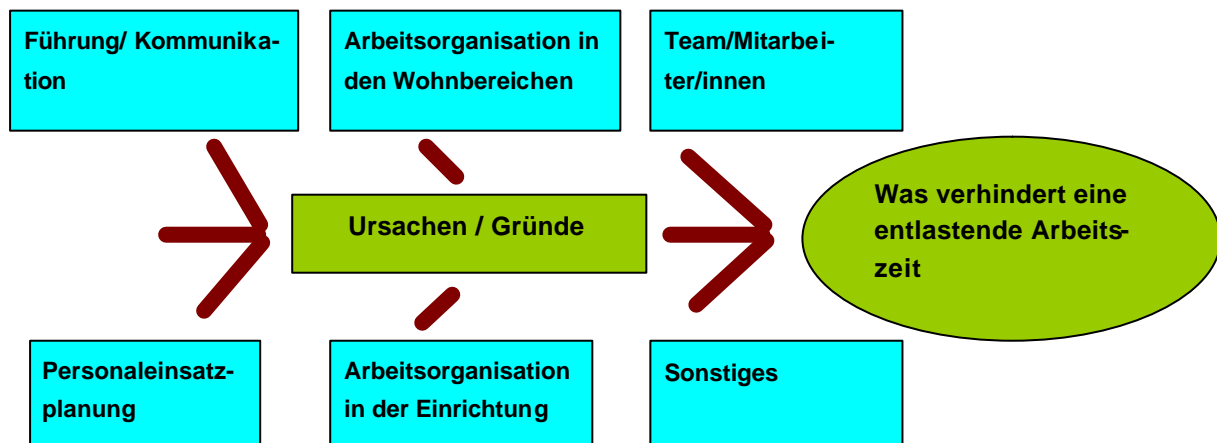 Führung/ Kommunika-
tion
Arbeitsorganisation in
den Wohnbereichen
Team/Mitarbei-
ter/innen
Ursachen / Gründe
Was verhindert eine
entlastende Arbeits-
zeit
Personaleinsatz-
planung
Arbeitsorganisation
in der Einrichtung
Sonstiges